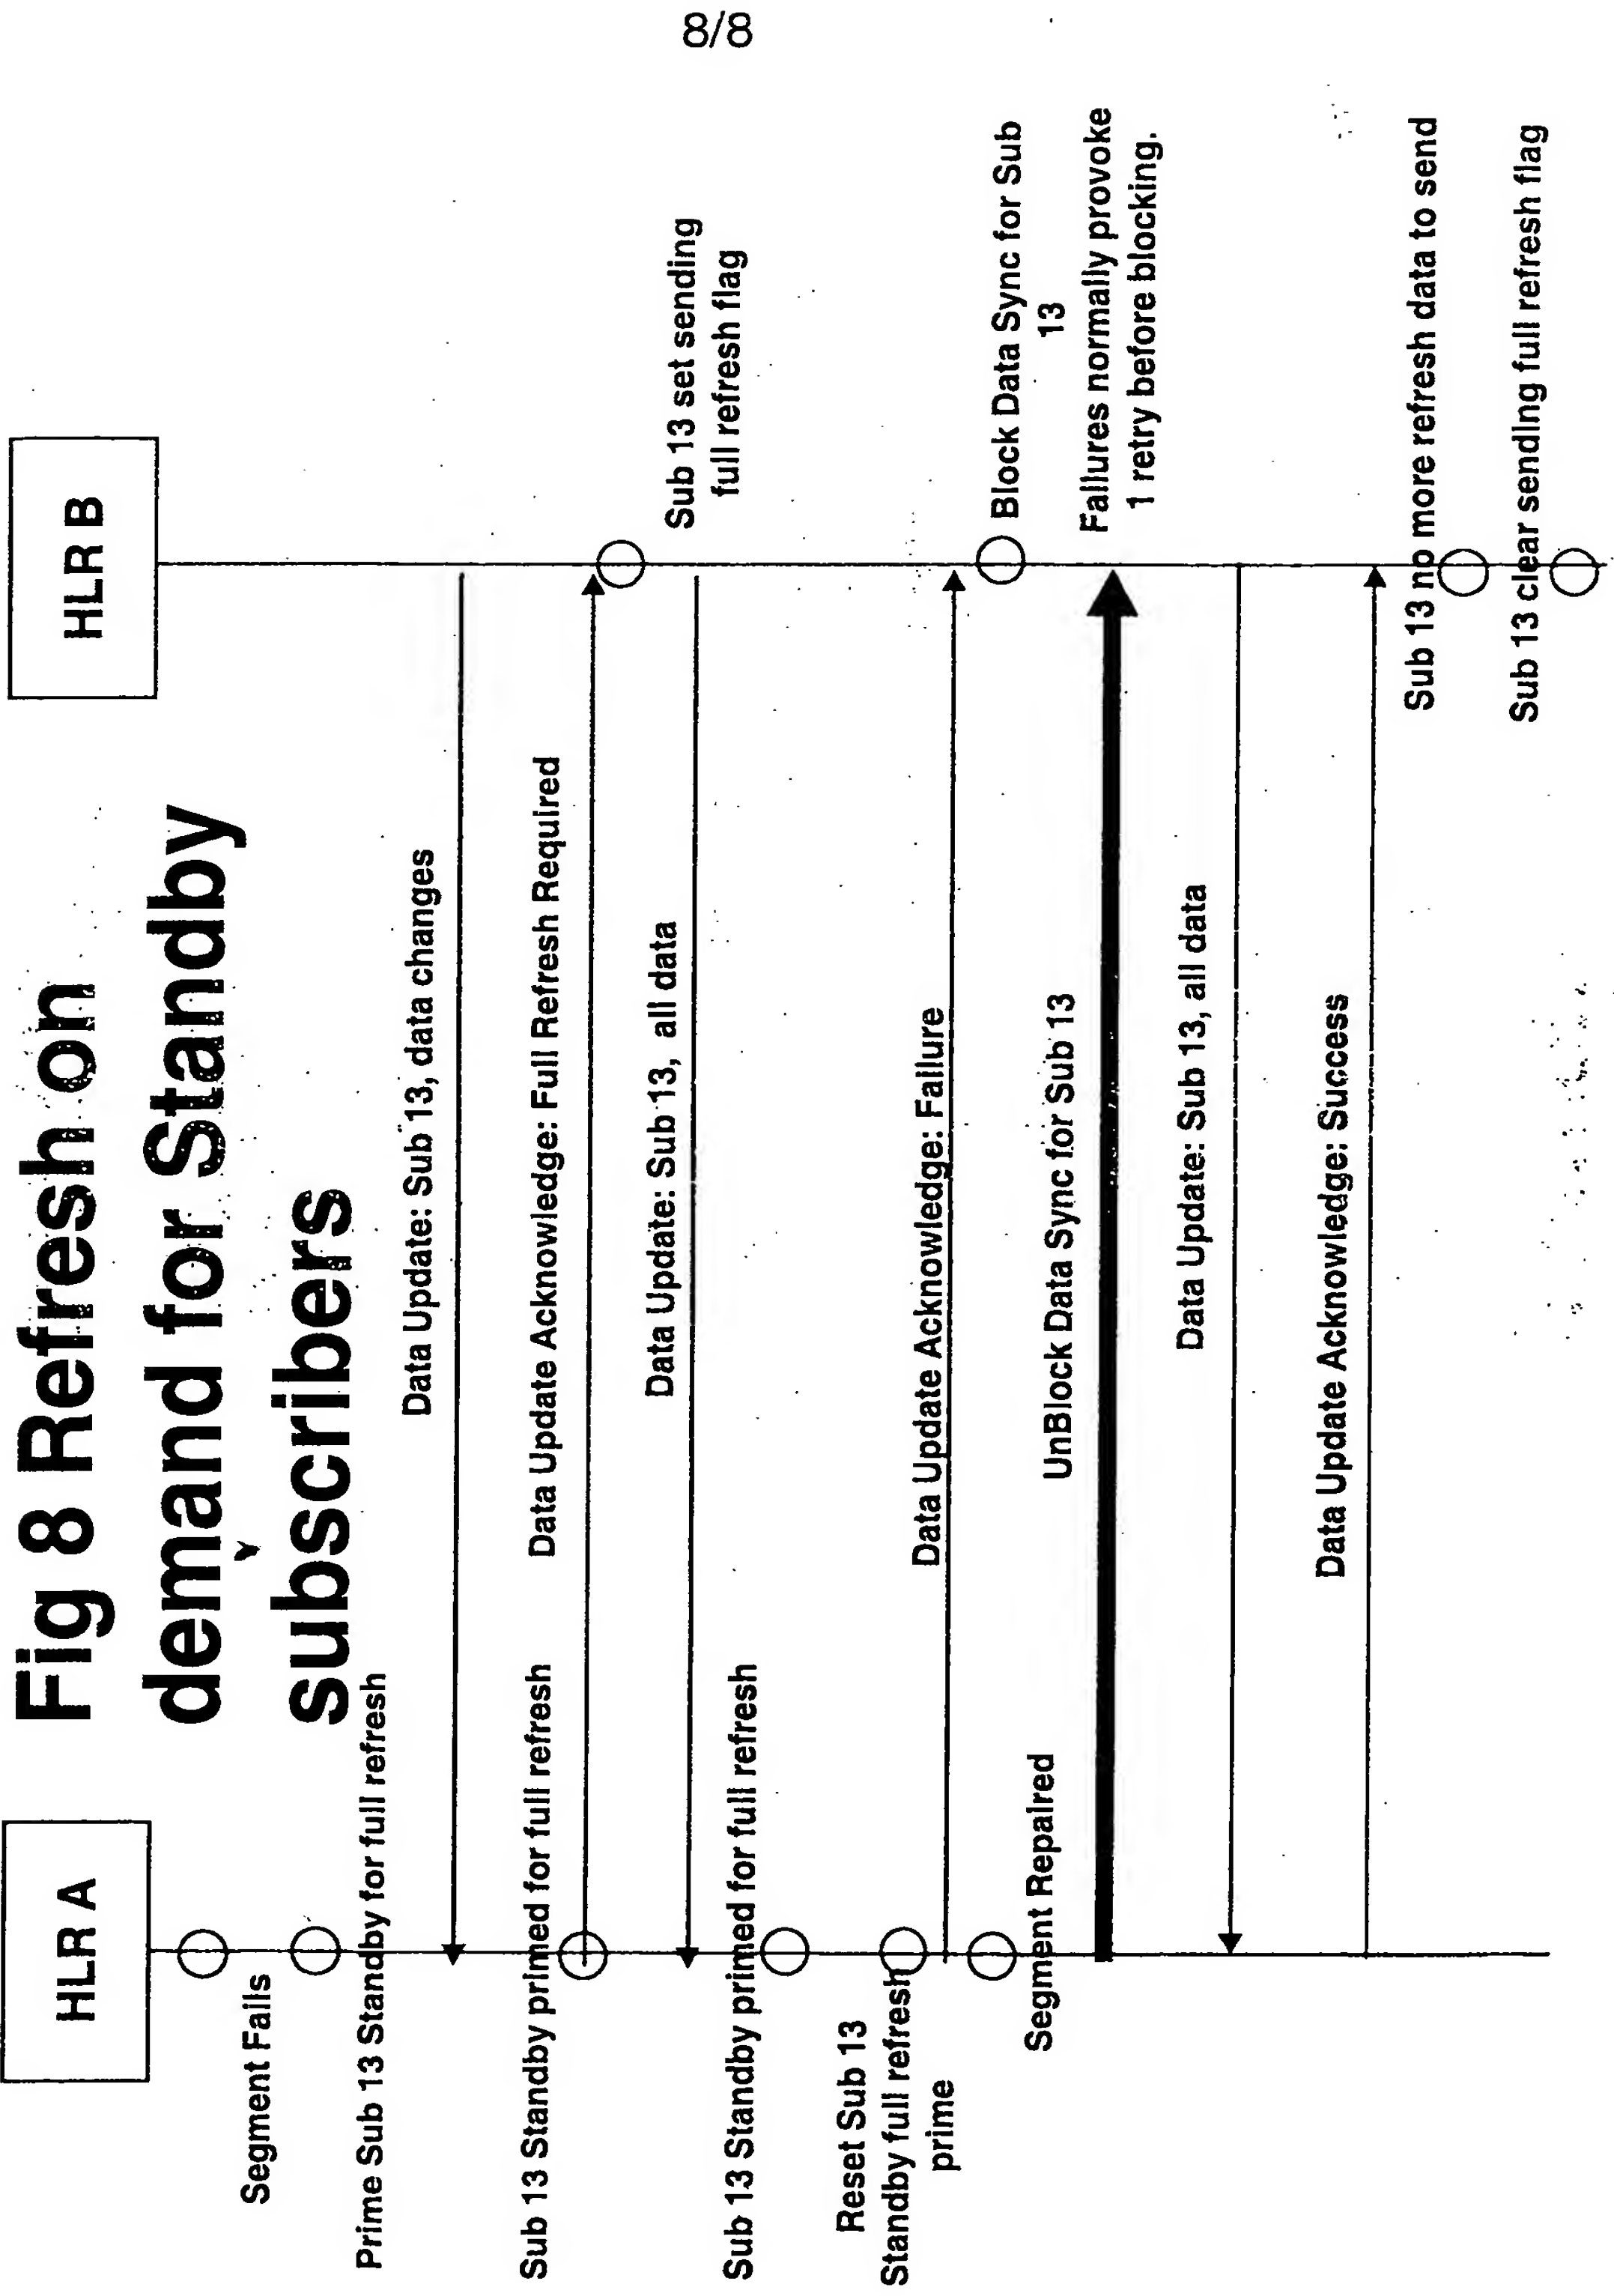 8/8
Fig 8 Refresh on
demand for Standby
subscribers
HLR A
HLR B
Segment Fails
Prime Sub 13 Standby for full refresh
Data Update: Sub 13, data changes
Sub 13 Standby primed for full refresh
Data Update Acknowledge: Full Refresh Required
Sub 13 set sending
full refresh flag
Data Update: Sub 13, all data
Sub 13 Standby primed for full refresh
Reset Sub 13
Standby full refresh
prime
Data Update Acknowledge: Failure
Block Data Sync for Sub
13
Failures normally provoke
1 retry before blocking.
Segment Repaired
UnBlock Data Sync for Sub 13
Data Update: Sub 13, all data
Data Update Acknowledge: Success
Sub 13 no more refresh data to send
Sub 13 clear sending full refresh flag